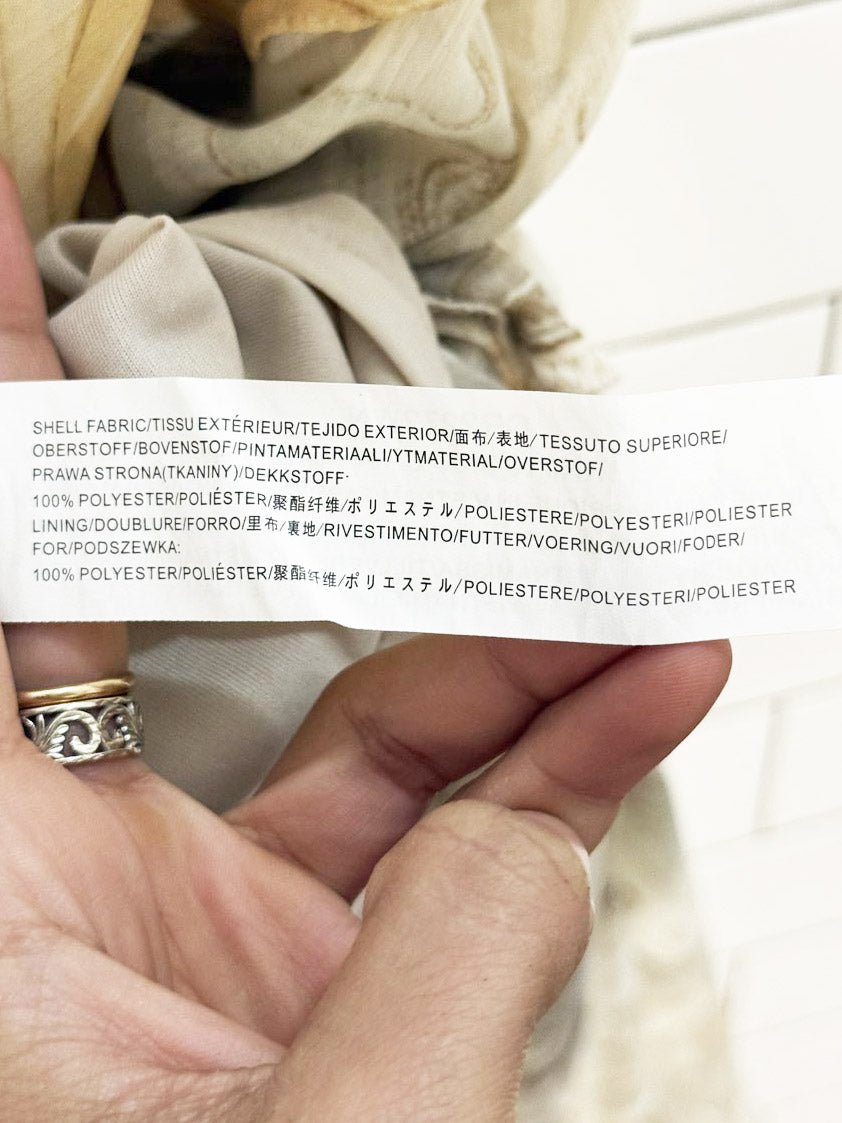 SHELL FABRIC/TISSU EXTÉRIEUR/TEJIDO EXTERIOR/面布/表地/TESSUTO SUPERIORE/
OBERSTOFF/BOVENSTOF/PINTAMATERIAALI/YTMATERIAL/OVERSTOF/
PRAWA STRONA(TKANINY)/DEKKSTOFF:
100% POLYESTER/POLIÉSTER/聚酯纤维/ポリエステル/POLIESTERE/POLYESTERI/POLIESTER
LINING/DOUBLURE/FORRO/里布/裏地/RIVESTIMENTO/FUTTER/VOERING/VUORI/FODER/
FOR/PODSZEWKA:
100% POLYESTER/POLIÉSTER/聚酯纤维/ポリエステル/POLIESTERE/POLYESTERI/POLIESTER